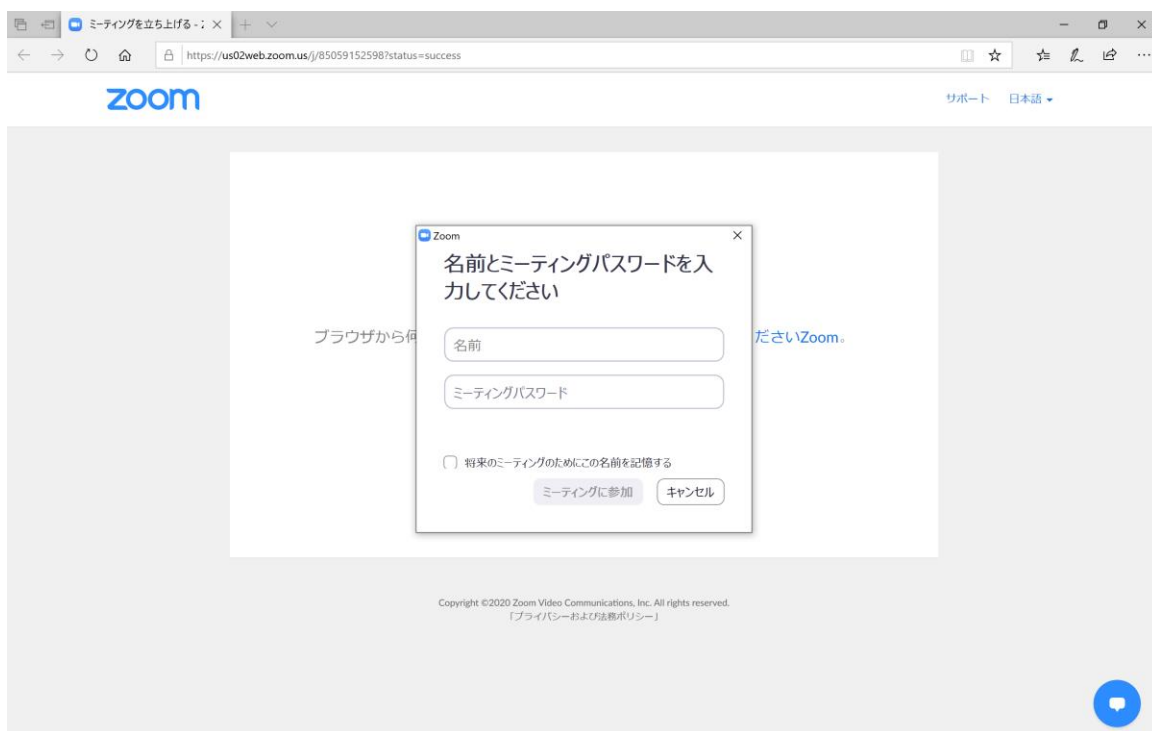 ミーティングを立ち上げる - Z
https://us02web.zoom.us/j/85059152598?status=success
zoom
サポート 日本語
Zoom
名前とミーティングパスワードを入
力してください
ブラウザから何 ださいZoom。
名前
ミーティングパスワード
将来のミーティングのためにこの名前を記憶する
ミーティングに参加 キャンセル
Copyright ©2020 Zoom Video Communications, Inc. All rights reserved.
「プライバシーおよび法務ポリシー」